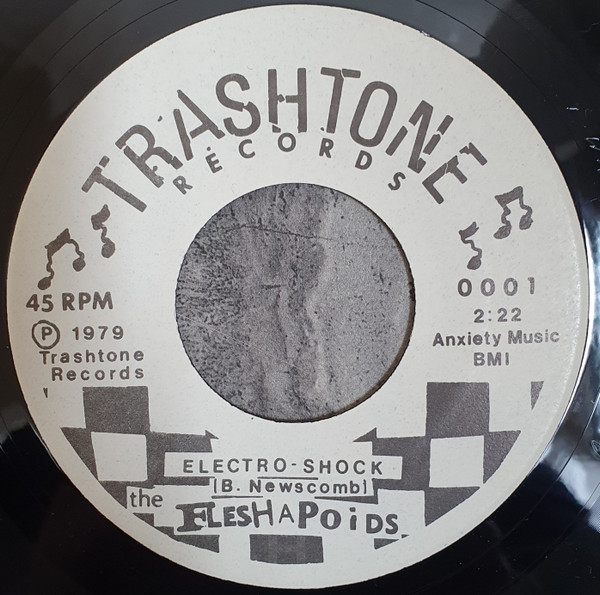 TRASHTONE
RECORDS
45 RPM
Ⓟ 1979
Trashtone
Records
0001
2:22
Anxiety Music
BMI
ELECTRO-SHOCK
(B. Newscomb)
the
FLESHAPOiDS